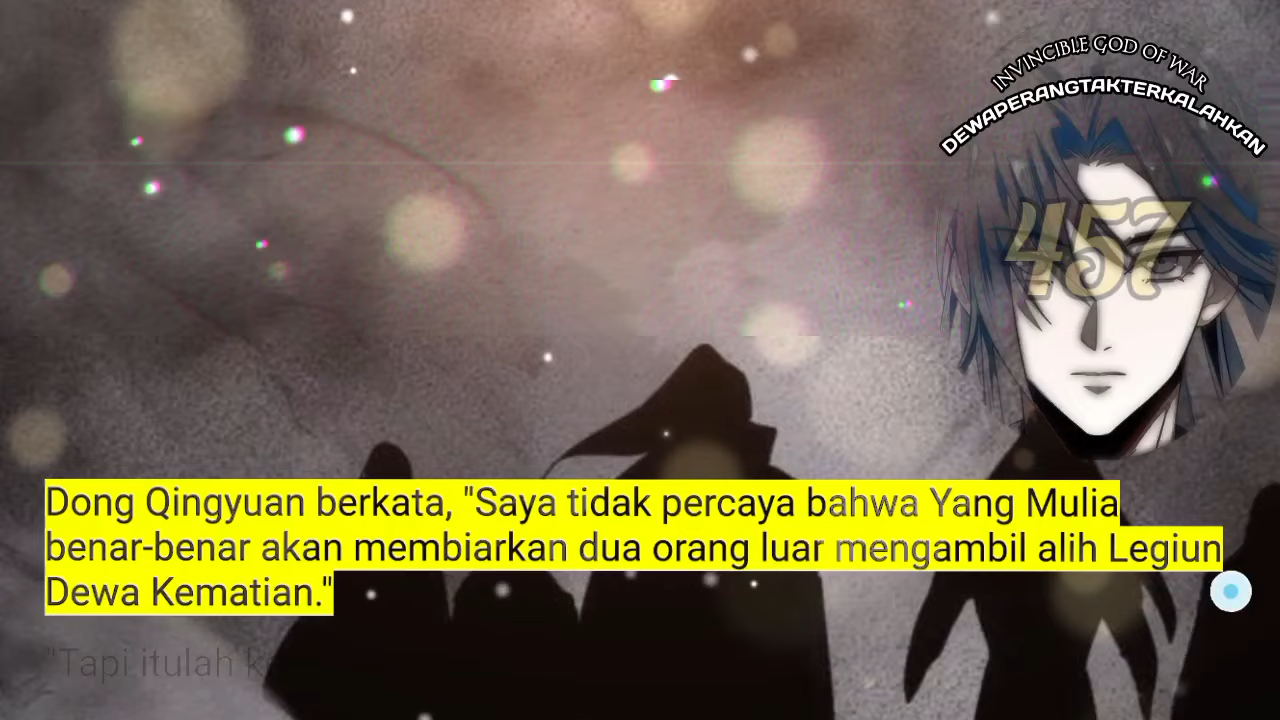 INVINCIBLE GOD OF WAR
DEWAPERANGTAKTERKALAHKAN
457
Dong Qingyuan berkata, "Saya tidak percaya bahwa Yang Mulia
benar-benar akan membiarkan dua orang luar mengambil alih Legiun
Dewa Kematian."
"Tapi itulah